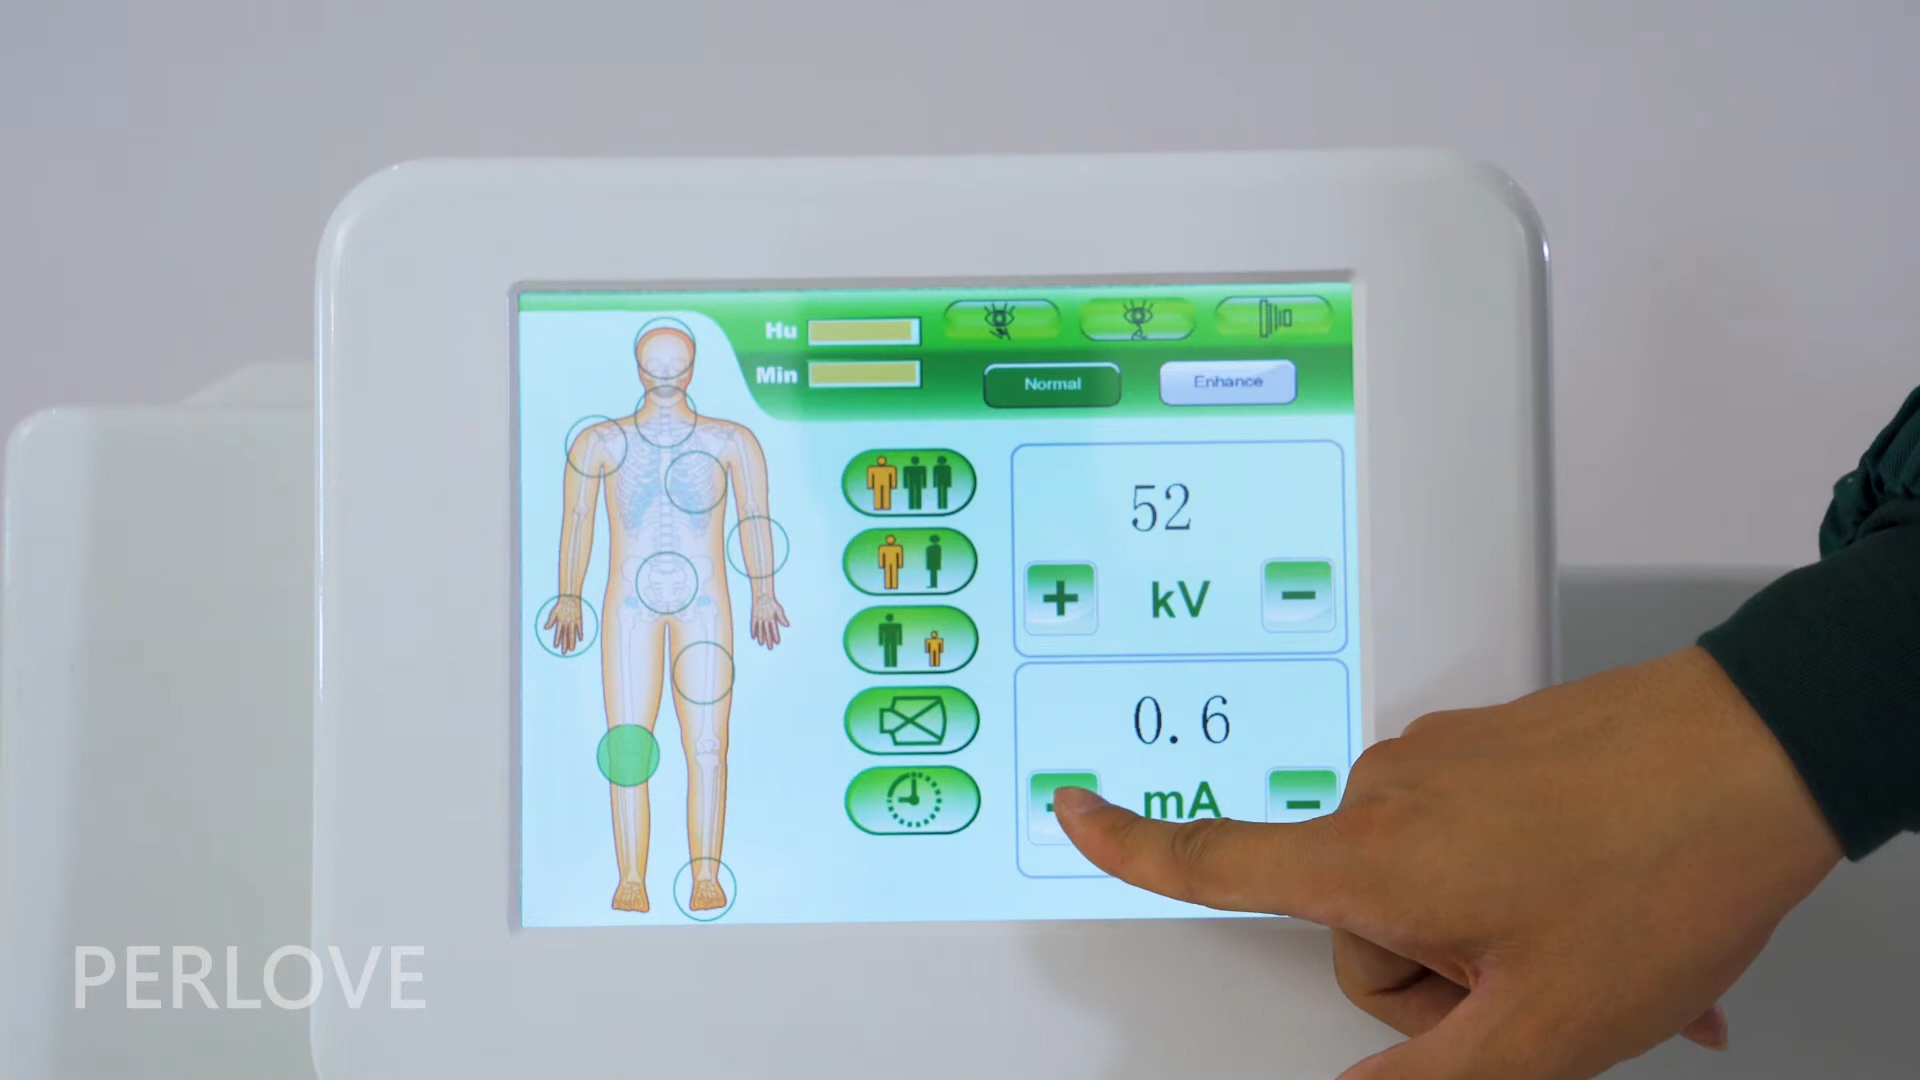 Hu
Min
Normal
Enhance
52
+ kV −
0.6
mA −
PERLOVE